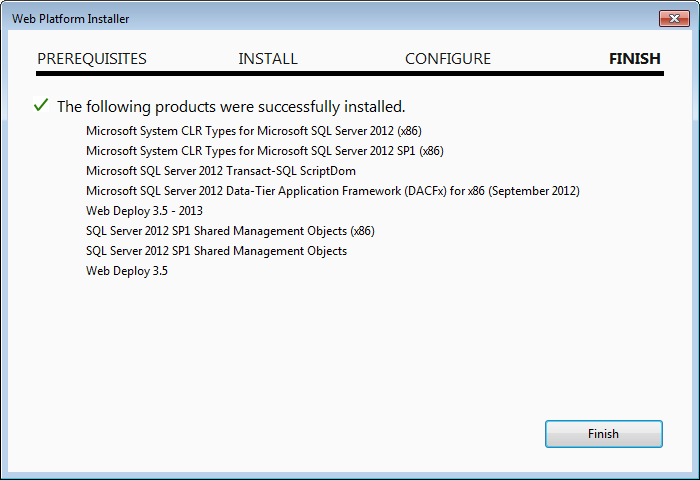 Web Platform Installer
PREREQUISITES INSTALL CONFIGURE FINISH
The following products were successfully installed.
Microsoft System CLR Types for Microsoft SQL Server 2012 (x86)
Microsoft System CLR Types for Microsoft SQL Server 2012 SP1 (x86)
Microsoft SQL Server 2012 Transact-SQL ScriptDom
Microsoft SQL Server 2012 Data-Tier Application Framework (DACFx) for x86 (September 2012)
Web Deploy 3.5 - 2013
SQL Server 2012 SP1 Shared Management Objects (x86)
SQL Server 2012 SP1 Shared Management Objects
Web Deploy 3.5
Finish